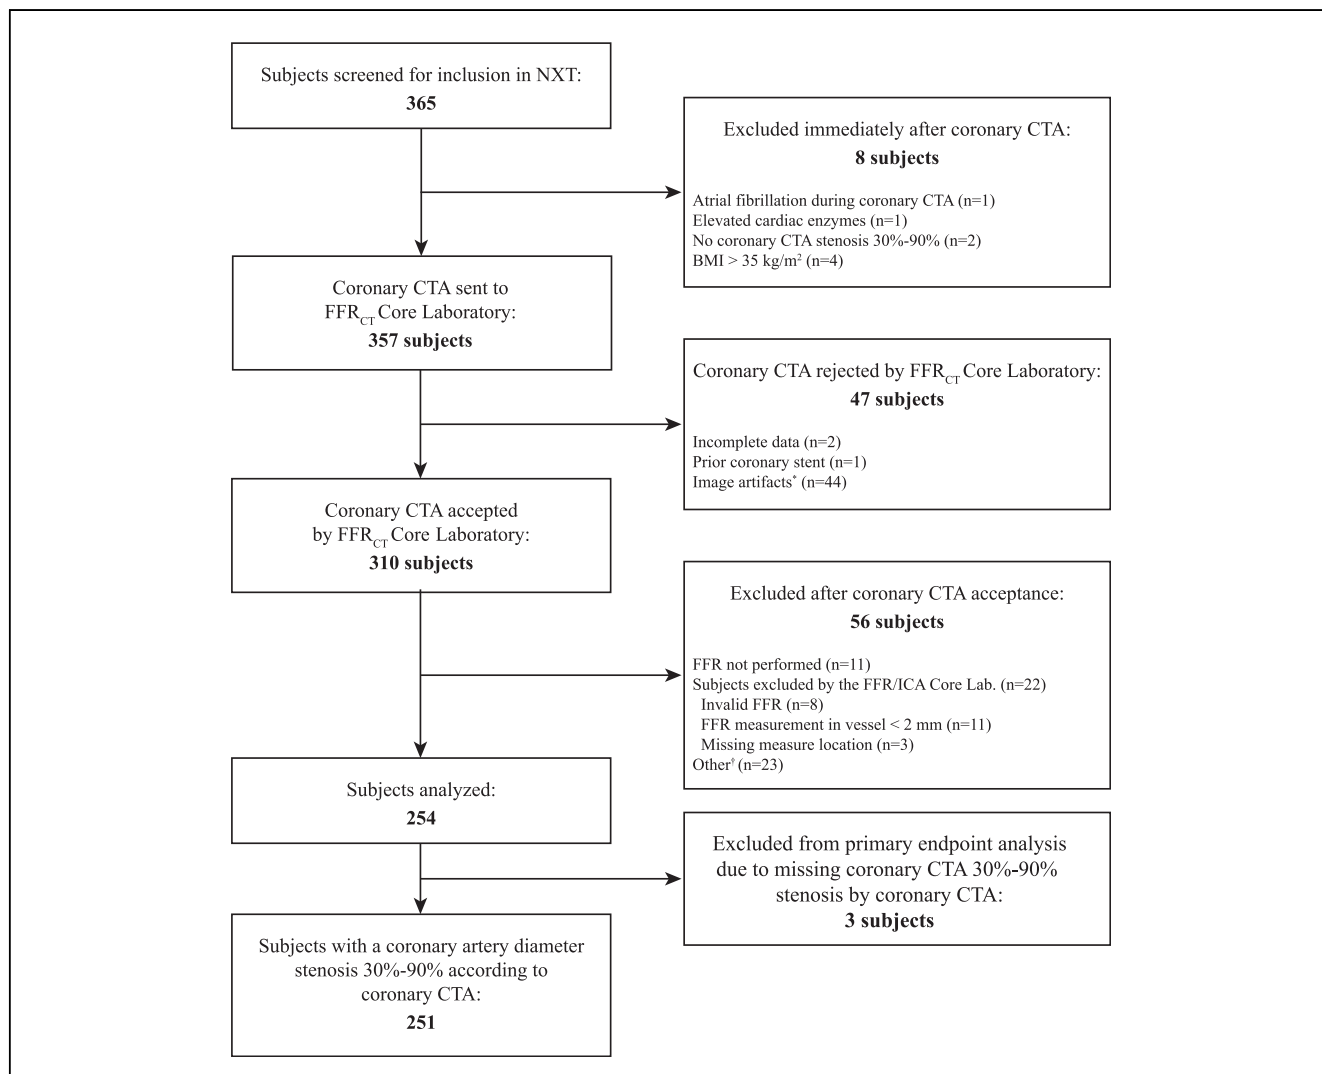 Subjects screened for inclusion in NXT:
365
Excluded immediately after coronary CTA:
8 subjects
Atrial fibrillation during coronary CTA (n=1)
Elevated cardiac enzymes (n=1)
No coronary CTA stenosis 30%-90% (n=2)
BMI > 35 kg/m² (n=4)
Coronary CTA sent to
FFRCT Core Laboratory:
357 subjects
Coronary CTA rejected by FFRCT Core Laboratory:
47 subjects
Incomplete data (n=2)
Prior coronary stent (n=1)
Image artifacts* (n=44)
Coronary CTA accepted
by FFRCT Core Laboratory:
310 subjects
Excluded after coronary CTA acceptance:
56 subjects
FFR not performed (n=11)
Subjects excluded by the FFR/ICA Core Lab. (n=22)
Invalid FFR (n=8)
FFR measurement in vessel < 2 mm (n=11)
Missing measure location (n=3)
Other† (n=23)
Subjects analyzed:
254
Excluded from primary endpoint analysis
due to missing coronary CTA 30%-90%
stenosis by coronary CTA:
3 subjects
Subjects with a coronary artery diameter
stenosis 30%-90% according to
coronary CTA:
251